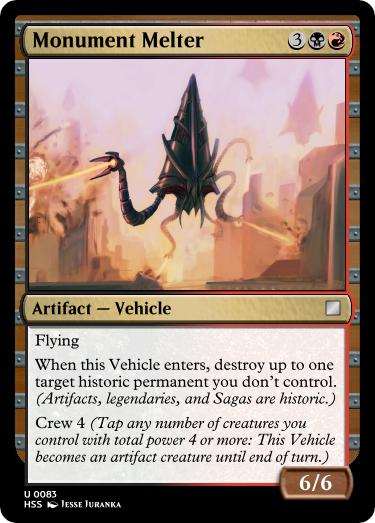 Monument Melter 3
Artifact — Vehicle
Flying
When this Vehicle enters, destroy up to one
target historic permanent you don't control.
(Artifacts, legendaries, and Sagas are historic.)
Crew 4 (Tap any number of creatures you
control with total power 4 or more: This Vehicle
becomes an artifact creature until end of turn.)
6/6
U 0083
HSS JESSE JURANKA